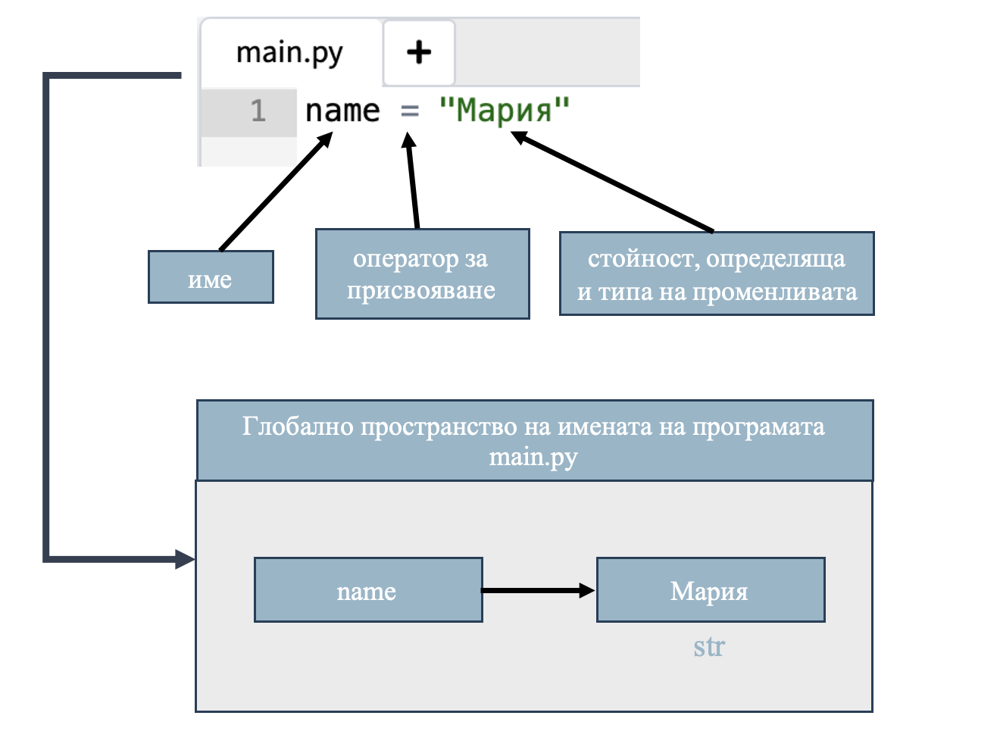 main.py +
1 name = "Мария"
име
оператор за
присвояване
стойност, определяща
и типа на променливата
Глобално пространство на имената на програмата
main.py
name
Мария
str